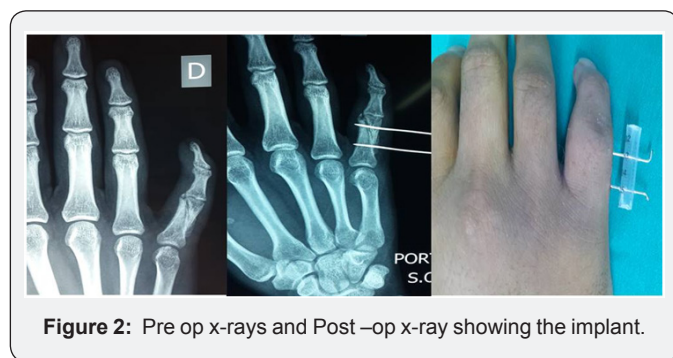 D
PORT
S.C
Figure 2: Pre op x-rays and Post –op x-ray showing the implant.